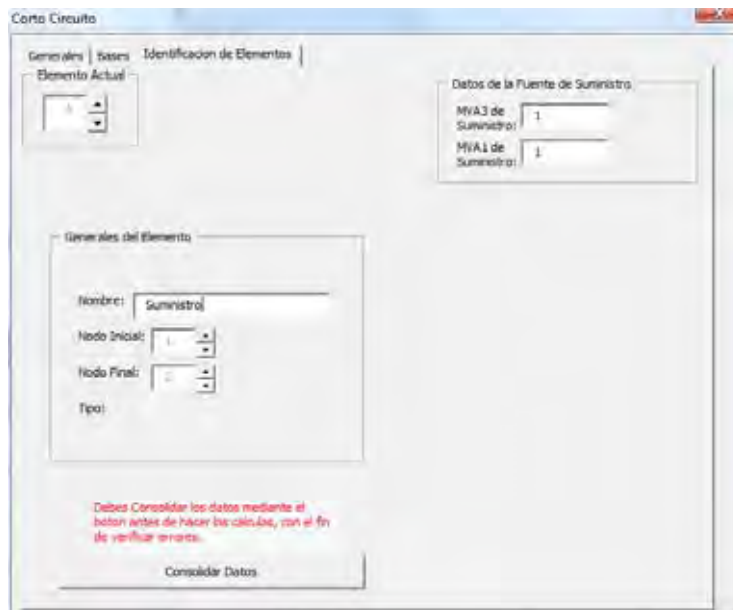 Corto Circuito
Generales Bases Identificacion de Elementos
Elemento Actual
Datos de la Fuente de Suministro
MVA3 de
Suministro: 1
MVA1 de
Suministro: 1
Generales del Elemento
Nombre: Suministro
Nodo Inicial: 1
Nodo Final: 2
Tipo:
Debes Consolidar los datos mediante el
boton antes de hacer los calculos, con el fin
de verificar errores.
Consolidar Datos